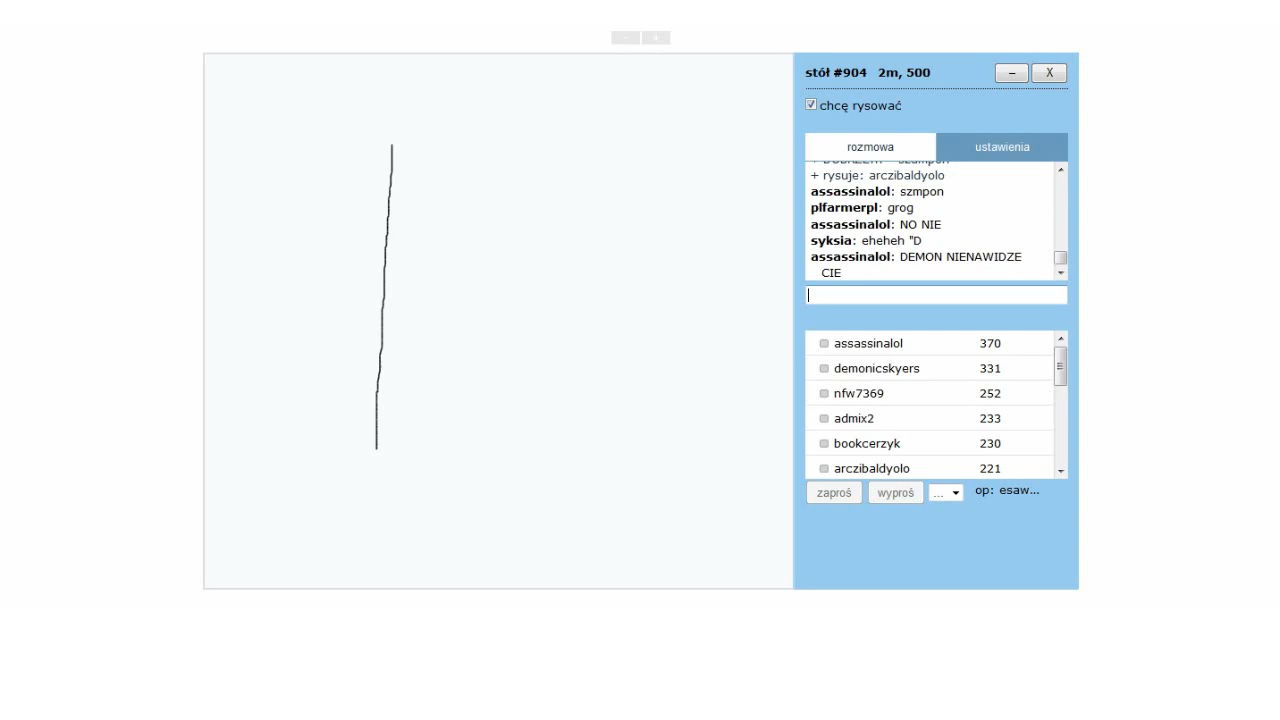 stół #904 2m, 500
– X
chcę rysować
rozmowa ustawienia
+ rysuje: arczibaldyolo
assassinalol: szmpon
plfarmerpl: grog
assassinalol: NO NIE
syksia: eheheh "D
assassinalol: DEMON NIENAWIDZE
CIE
assassinalol 370
demonicskyers 331
nfw7369 252
admix2 233
bookcerzyk 230
arczibaldyolo 221
zaproś wyproś ... op: esaw...